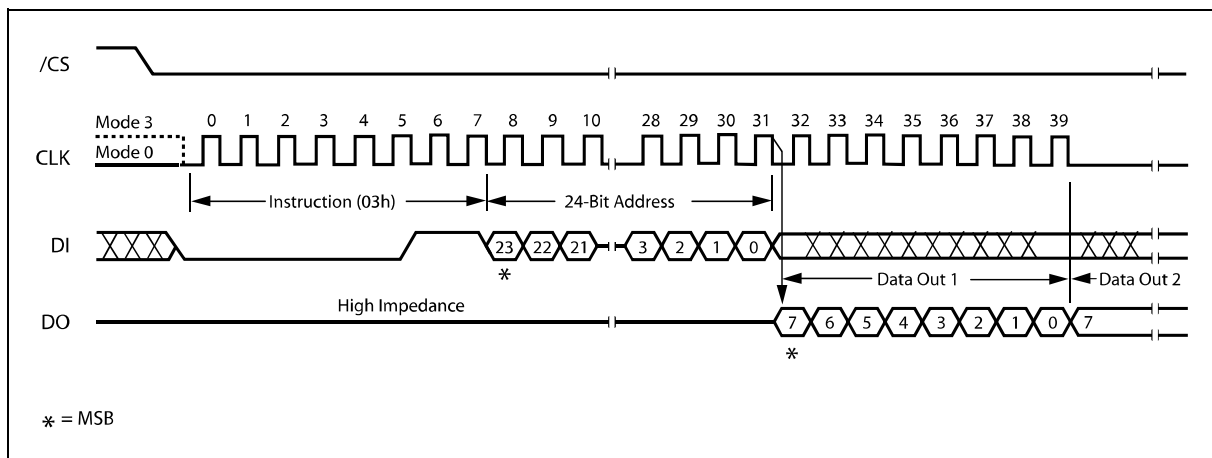 /CS
Mode 3
0 1 2 3 4 5 6 7 8 9 10 28 29 30 31 32 33 34 35 36 37 38 39
CLK
Mode 0
Instruction (03h)
24-Bit Address
DI
23 22 21 3 2 1 0
*
Data Out 1
Data Out 2
High Impedance
DO
7 6 5 4 3 2 1 0 7
*
* = MSB